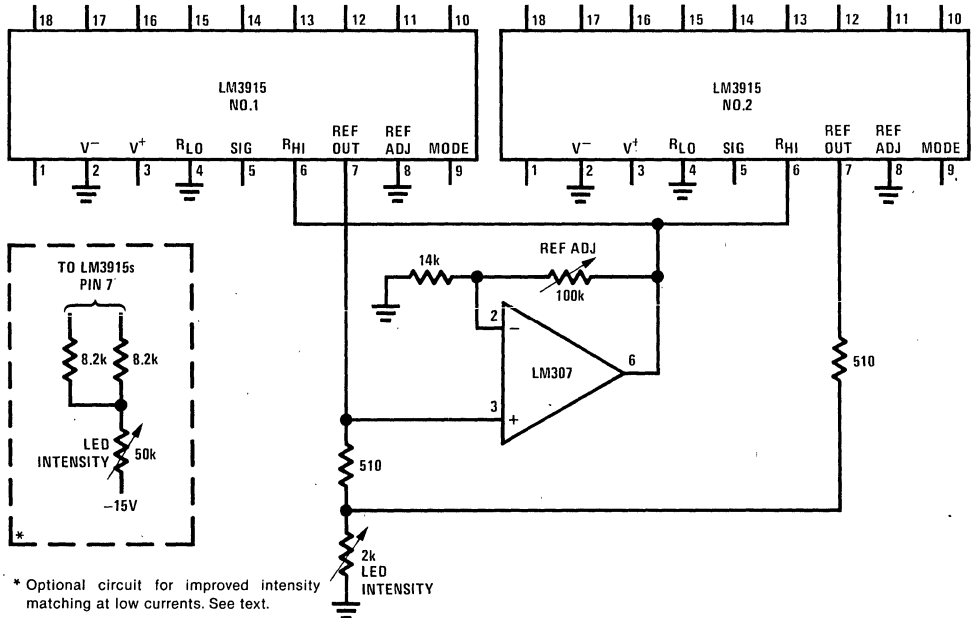 18 17 16 15 14 13 12 11 10
18 17 16 15 14 13 12 11 10
LM3915
NO.1
LM3915
NO.2
V− V+ RLO SIG RHI REF OUT REF ADJ MODE
V− V+ RLO SIG RHI REF OUT REF ADJ MODE
1 2 3 4 5 6 7 8 9
1 2 3 4 5 6 7 8 9
TO LM3915s
PIN 7
8.2k
8.2k
LED
INTENSITY
50k
−15V
*
REF ADJ
14k
100k
2
−
LM307
6
3
+
510
510
2k
LED
INTENSITY
* Optional circuit for improved intensity
matching at low currents. See text.